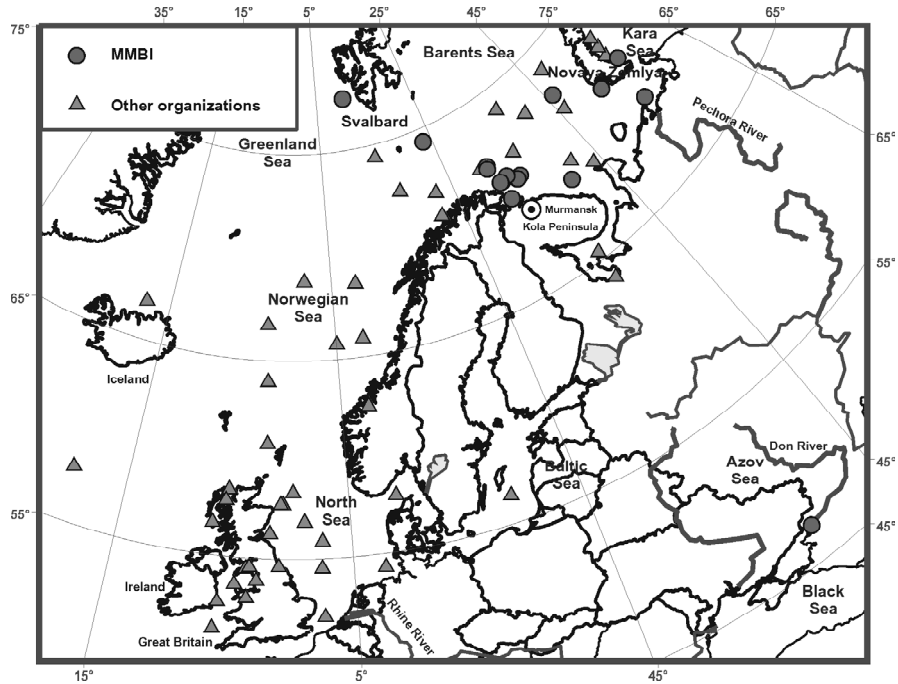 35° 15° 5° 25° 45° 75° 65° 65°
75°
MMBI
Other organizations
Barents Sea
Kara
Sea
Novaya Zemlya
Svalbard
Pechora River
Greenland
Sea
65°
Murmansk
Kola Peninsula
55°
65°
Norwegian
Sea
Iceland
Don River
Azov
Sea
45°
Baltic
Sea
North
Sea
55°
45°
Ireland
Great Britain
Rhine River
Black
Sea
15° 5° 45°